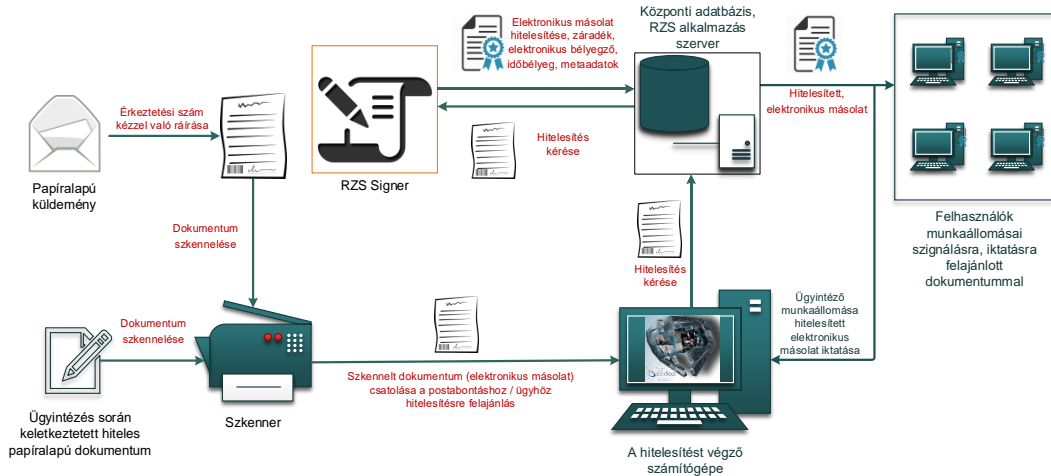 Elektronikus másolat
hitelesítése, záradék,
elektronikus bélyegző,
időbélyeg, metaadatok
Központi adatbázis,
RZS alkalmazás
szerver
Hitelesített,
elektronikus másolat
Érkeztetési szám
kézzel való ráírása
Papíralapú
küldemény
RZS Signer
Hitelesítés
kérése
Felhasználók
munkaállomásai
szignálásra, iktatásra
felajánlott
dokumentummal
Dokumentum
szkennelése
Hitelesítés
kérése
Ügyintéző
munkaállomása
hitelesített
elektronikus
másolat iktatása
Dokumentum
szkennelése
Szkennelt dokumentum (elektronikus másolat)
csatolása a postabontáshoz / ügyhöz
hitelesítésre felajánlás
Ügyintézés során
keletkeztetett hiteles
papíralapú dokumentum
Szkenner
A hitelesítést végző
számítógépe